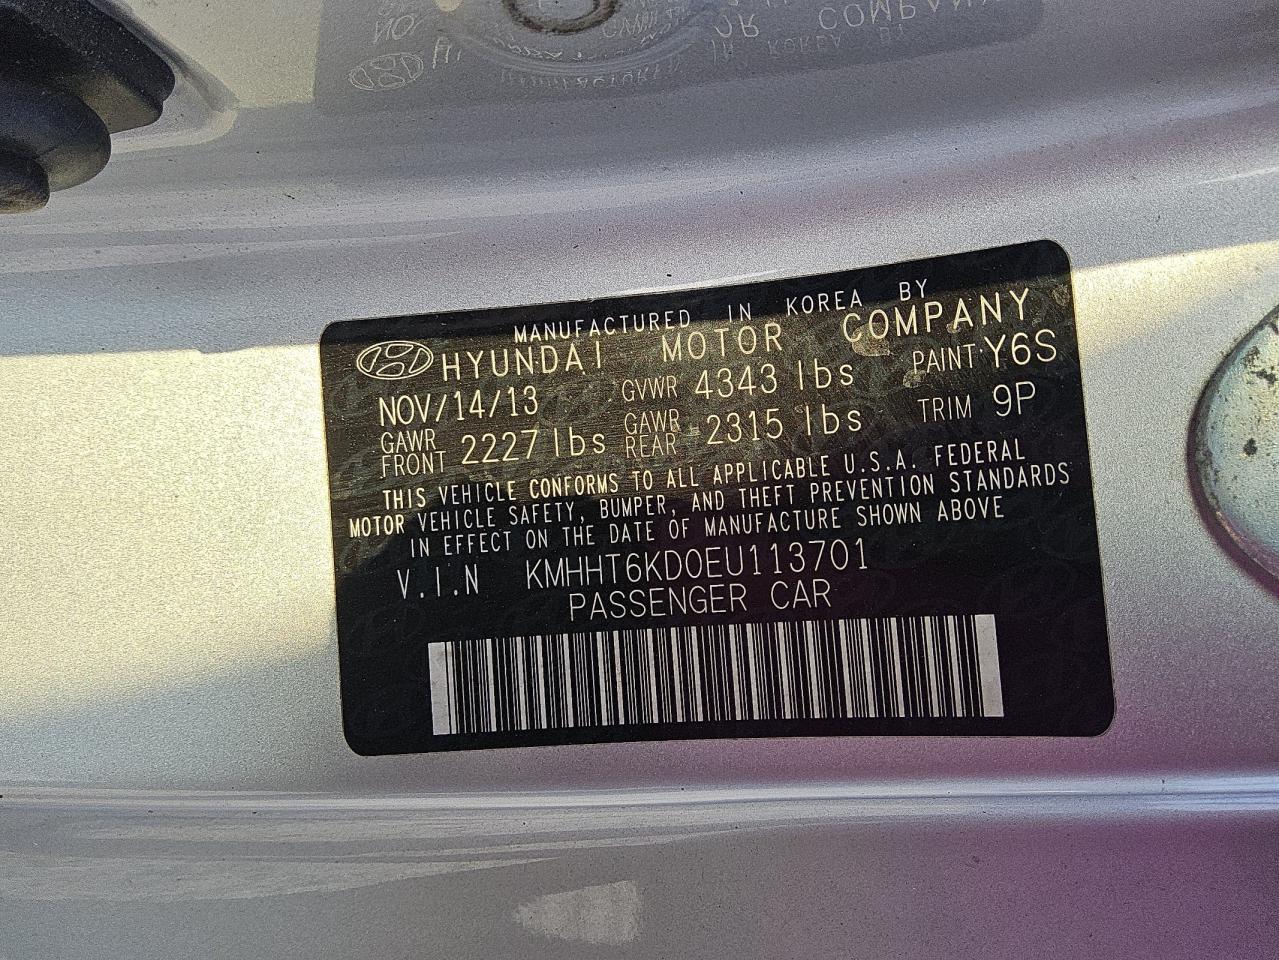 MANUFACTURED IN KOREA BY
HYUNDAI MOTOR COMPANY
NOV/14/13 GVWR 4343 lbs PAINT Y6S
GAWR FRONT 2227 lbs GAWR REAR 2315 lbs TRIM 9P
THIS VEHICLE CONFORMS TO ALL APPLICABLE U.S.A. FEDERAL
MOTOR VEHICLE SAFETY, BUMPER, AND THEFT PREVENTION STANDARDS
IN EFFECT ON THE DATE OF MANUFACTURE SHOWN ABOVE
V.I.N KMHHT6KD0EU113701
PASSENGER CAR